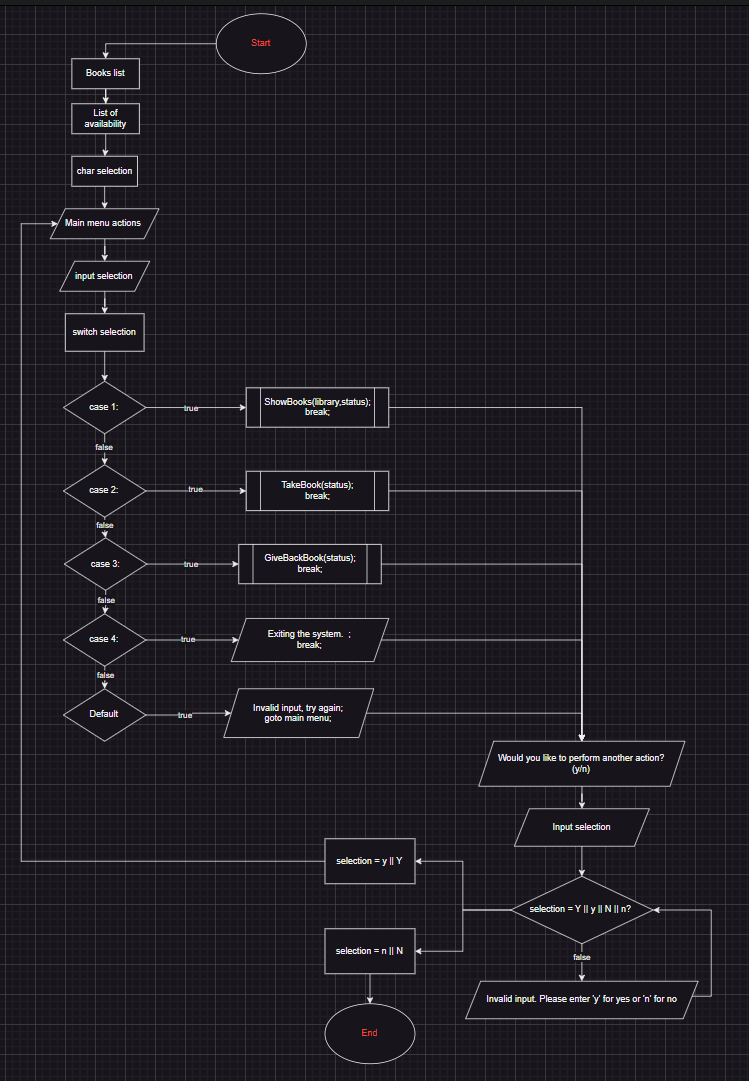 Start
Books list
List of
availability
char selection
Main menu actions
input selection
switch selection
case 1:
true
ShowBooks(library,status);
break;
false
case 2:
true
TakeBook(status);
break;
false
case 3:
true
GiveBackBook(status);
break;
false
case 4:
true
Exiting the system. ;
break;
false
Default
true
Invalid input, try again;
goto main menu;
Would you like to perform another action?
(y/n)
Input selection
selection = y || Y
selection = Y || y || N || n?
selection = n || N
false
Invalid input. Please enter 'y' for yes or 'n' for no
End